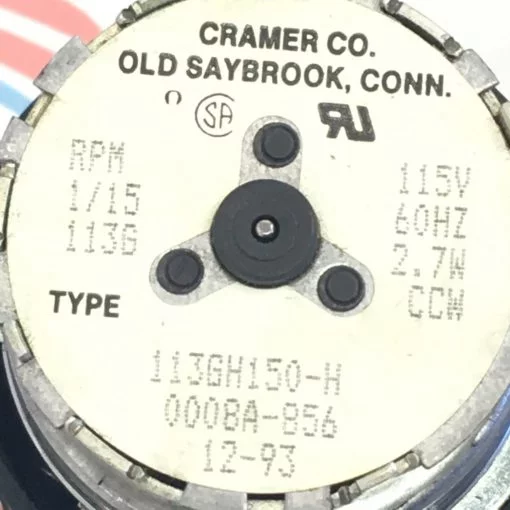 CRAMER CO.
OLD SAYBROOK, CONN.
SA
RPM
1/15
113G
115V
60HZ
2.7W
CCW
TYPE
113GH150-H
0008A-856
12-93